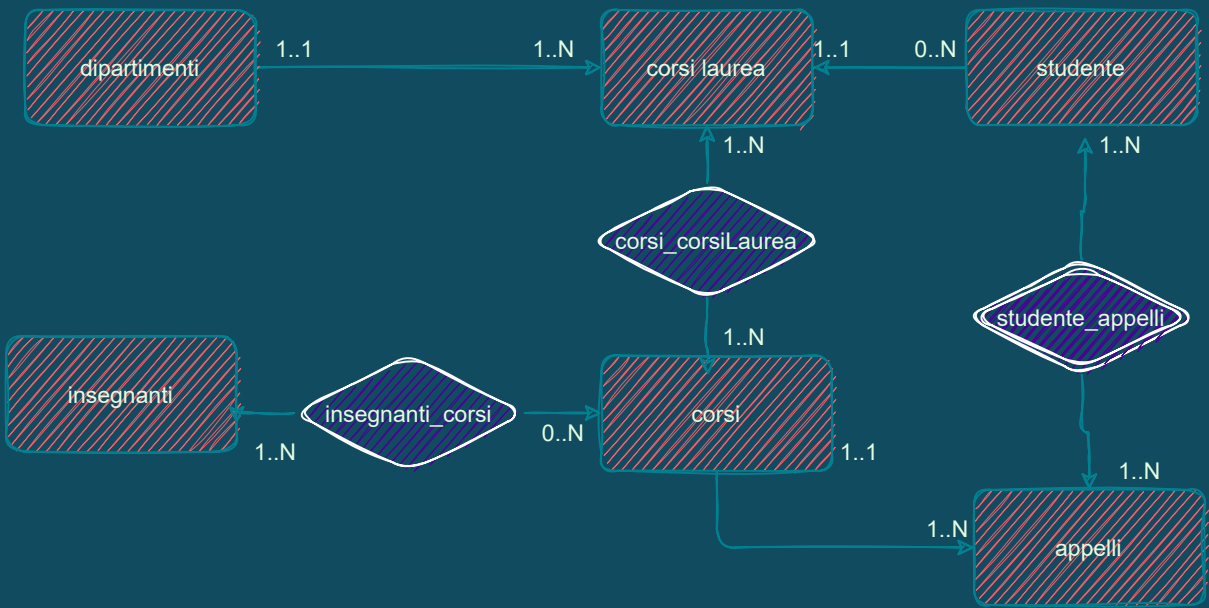 dipartimenti
1..1
1..N
corsi laurea
1..1
0..N
studente
1..N
1..N
corsi_corsiLaurea
studente_appelli
1..N
insegnanti
1..N
insegnanti_corsi
0..N
corsi
1..1
1..N
1..N
appelli